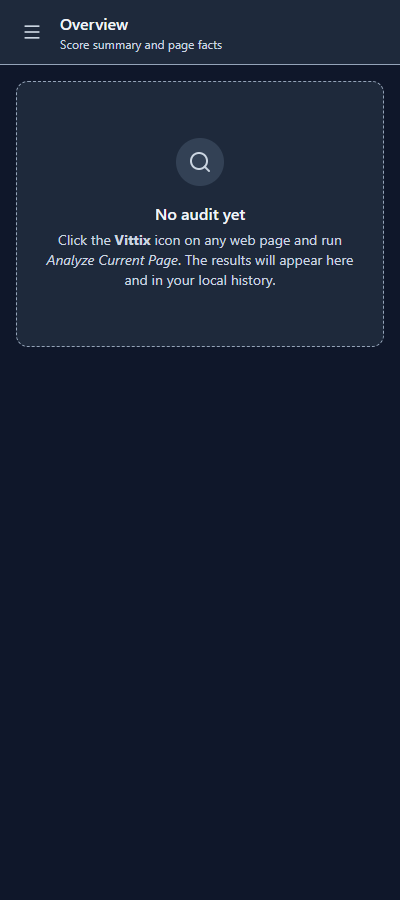 Overview
Score summary and page facts
No audit yet
Click the Vittix icon on any web page and run
Analyze Current Page. The results will appear here
and in your local history.